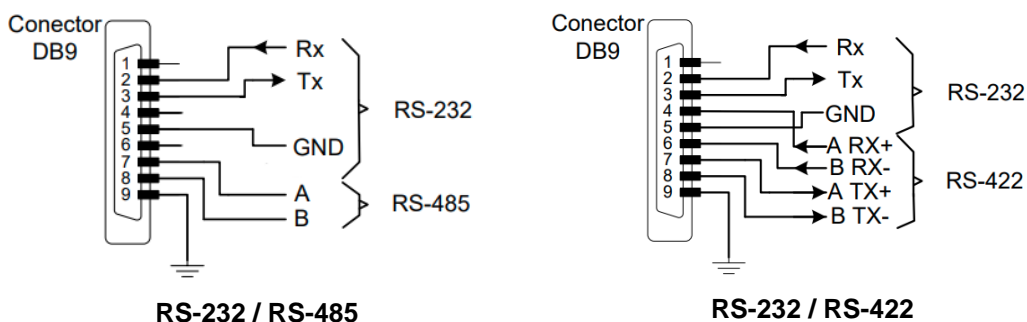 Conector
DB9
1
2
3
4
5
6
7
8
9
Rx
Tx
GND
A
B
RS-232
RS-485
RS-232 / RS-485
Conector
DB9
1
2
3
4
5
6
7
8
9
Rx
Tx
GND
A RX+
B RX-
A TX+
B TX-
RS-232
RS-422
RS-232 / RS-422